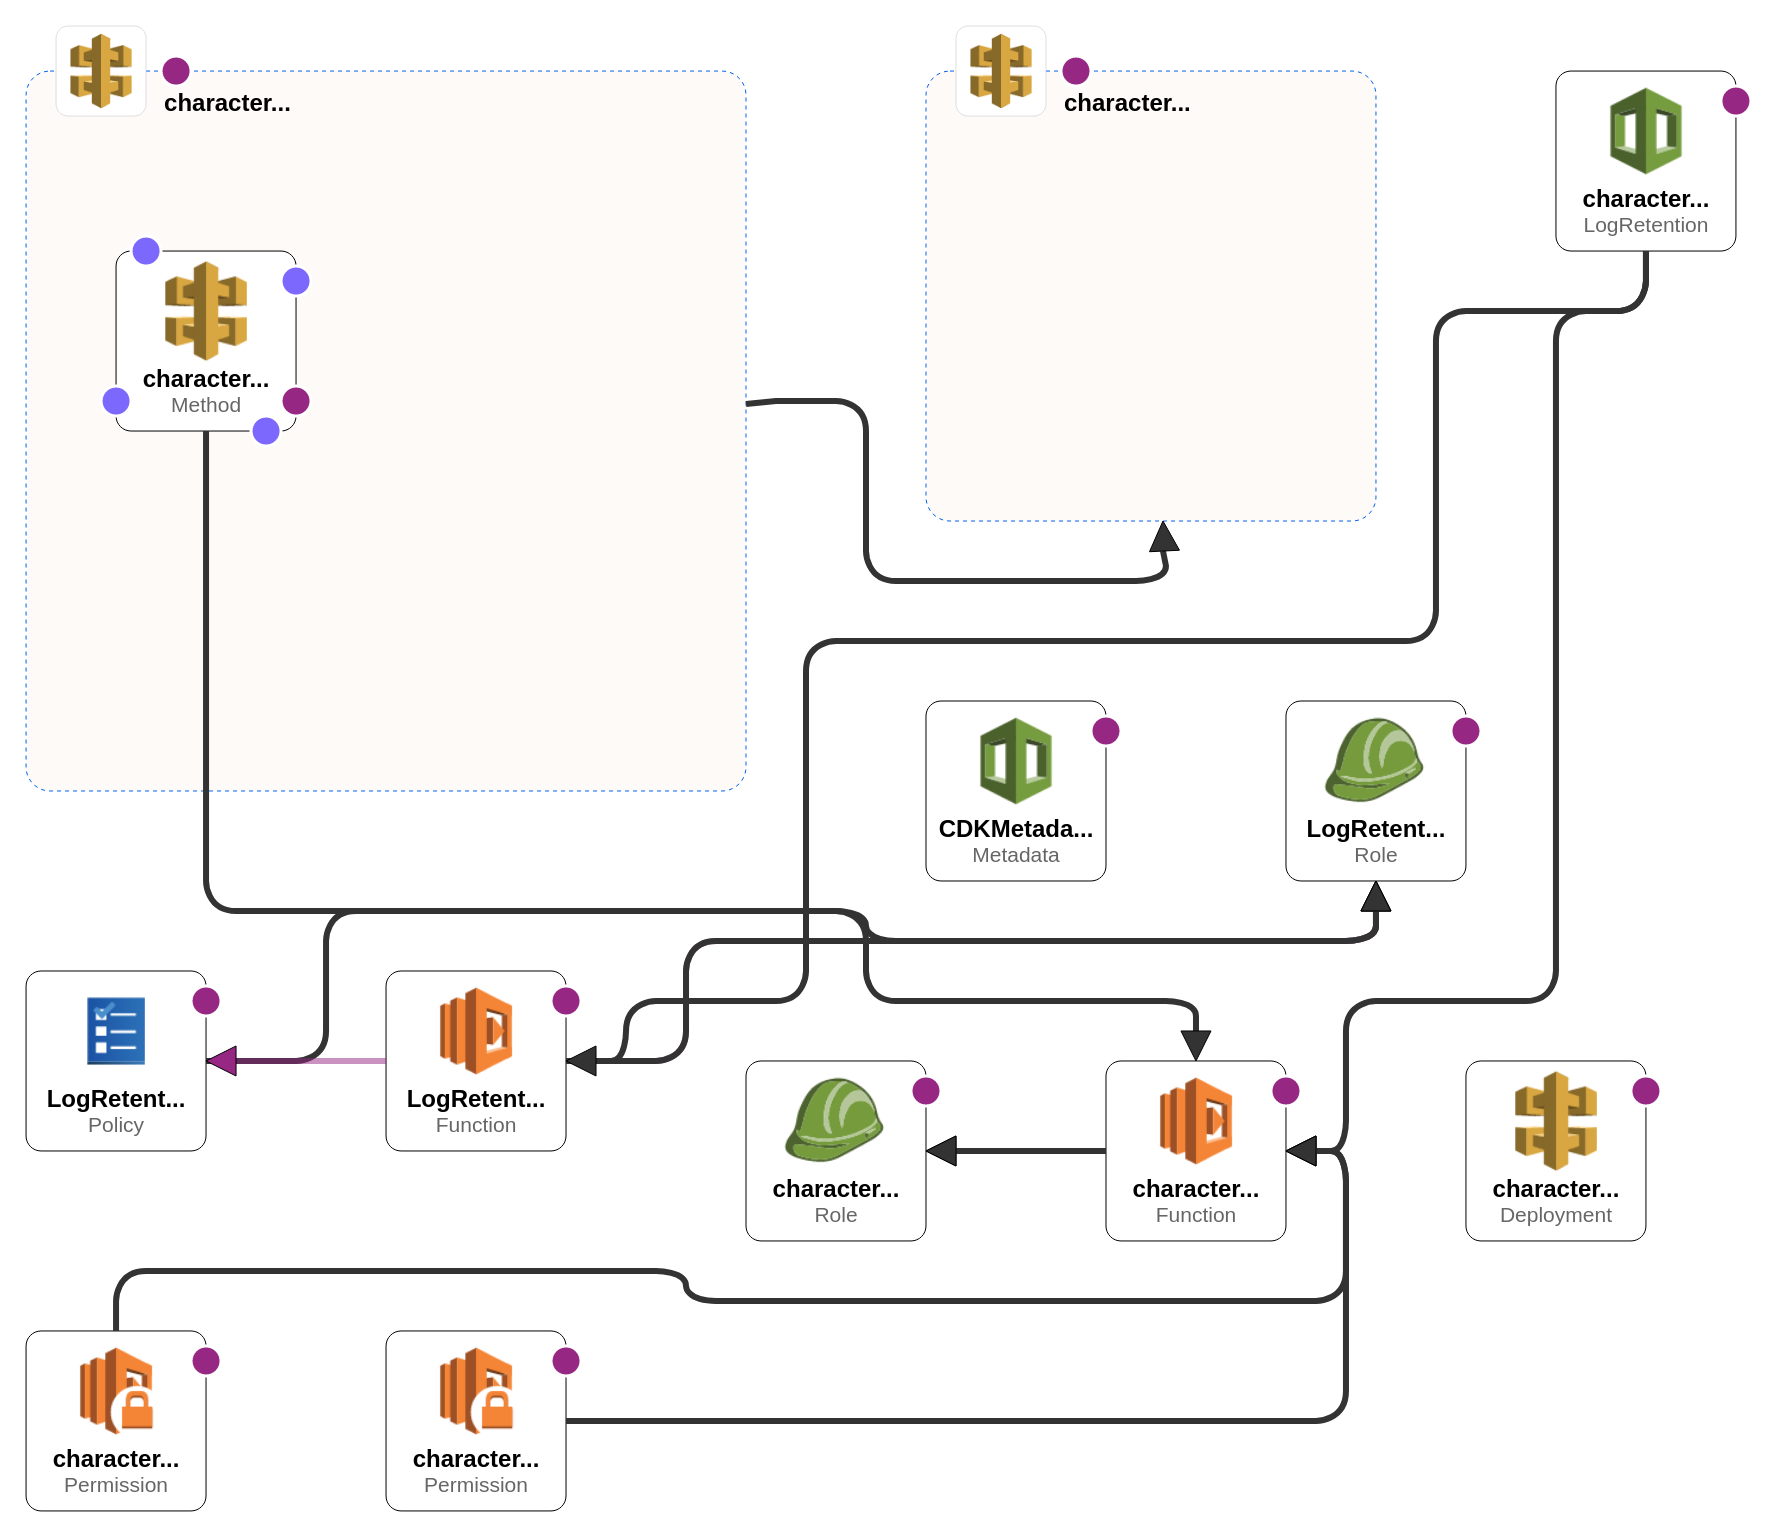 character...
character...
character...
LogRetention
character...
Method
CDKMetada...
Metadata
LogRetent...
Role
LogRetent...
Policy
LogRetent...
Function
character...
Role
character...
Function
character...
Deployment
character...
Permission
character...
Permission